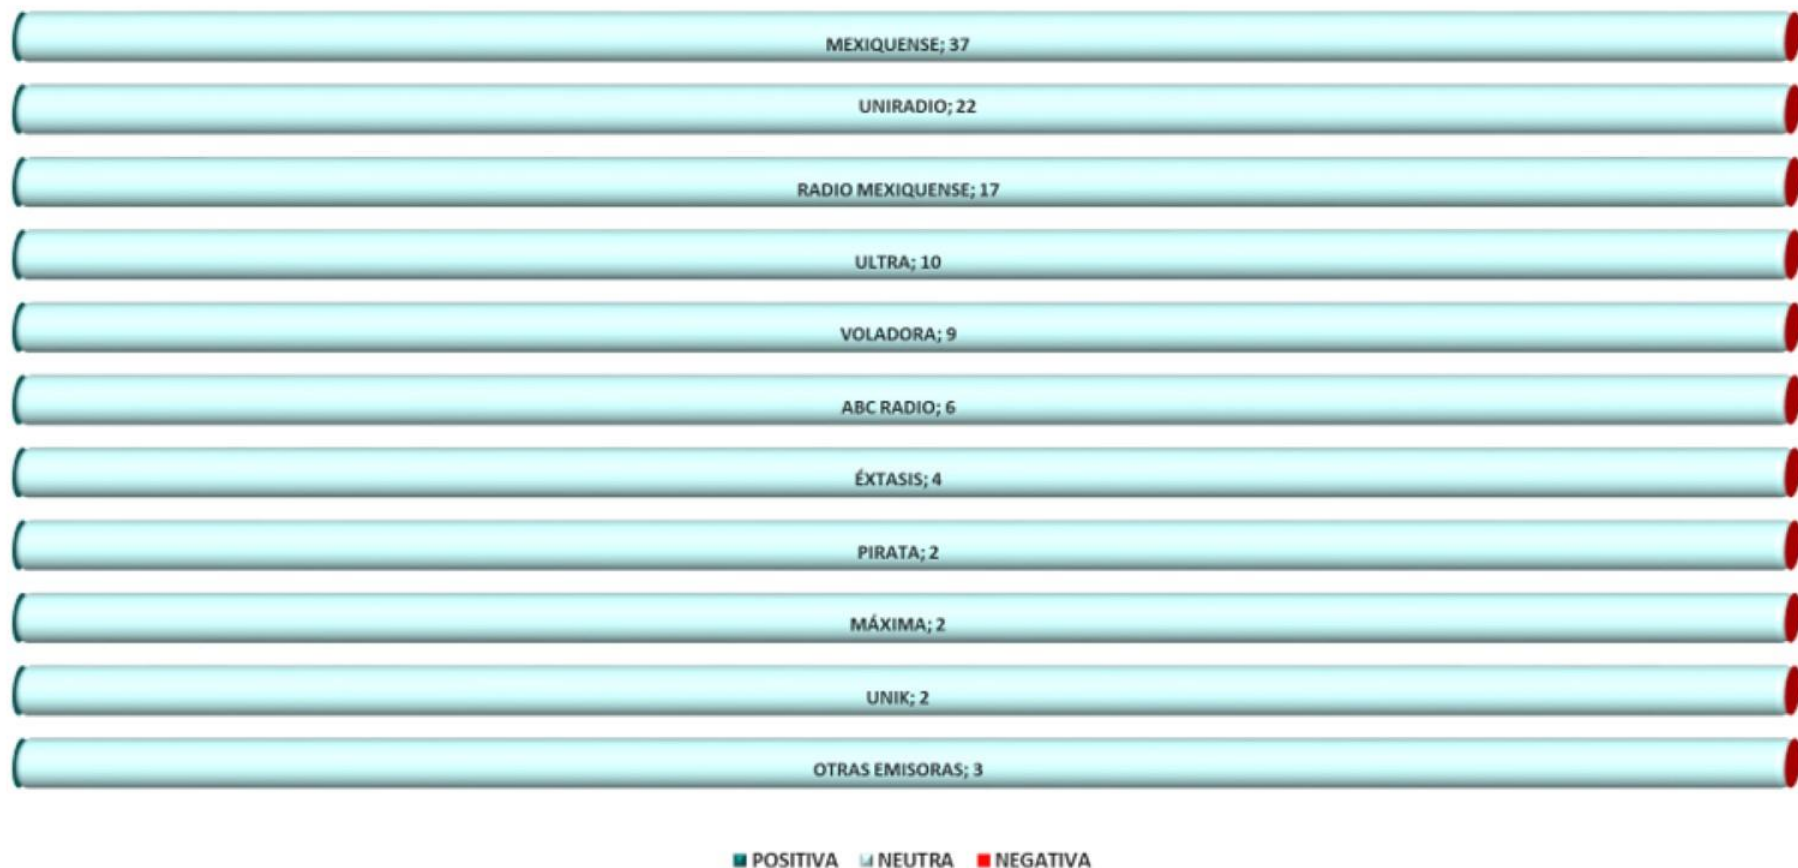 MEXIQUENSE; 37
UNIRADIO; 22
RADIO MEXIQUENSE; 17
ULTRA; 10
VOLADORA; 9
ABC RADIO; 6
ÉXTASIS; 4
PIRATA; 2
MÁXIMA; 2
UNIK; 2
OTRAS EMISORAS; 3
POSITIVA NEUTRA NEGATIVA